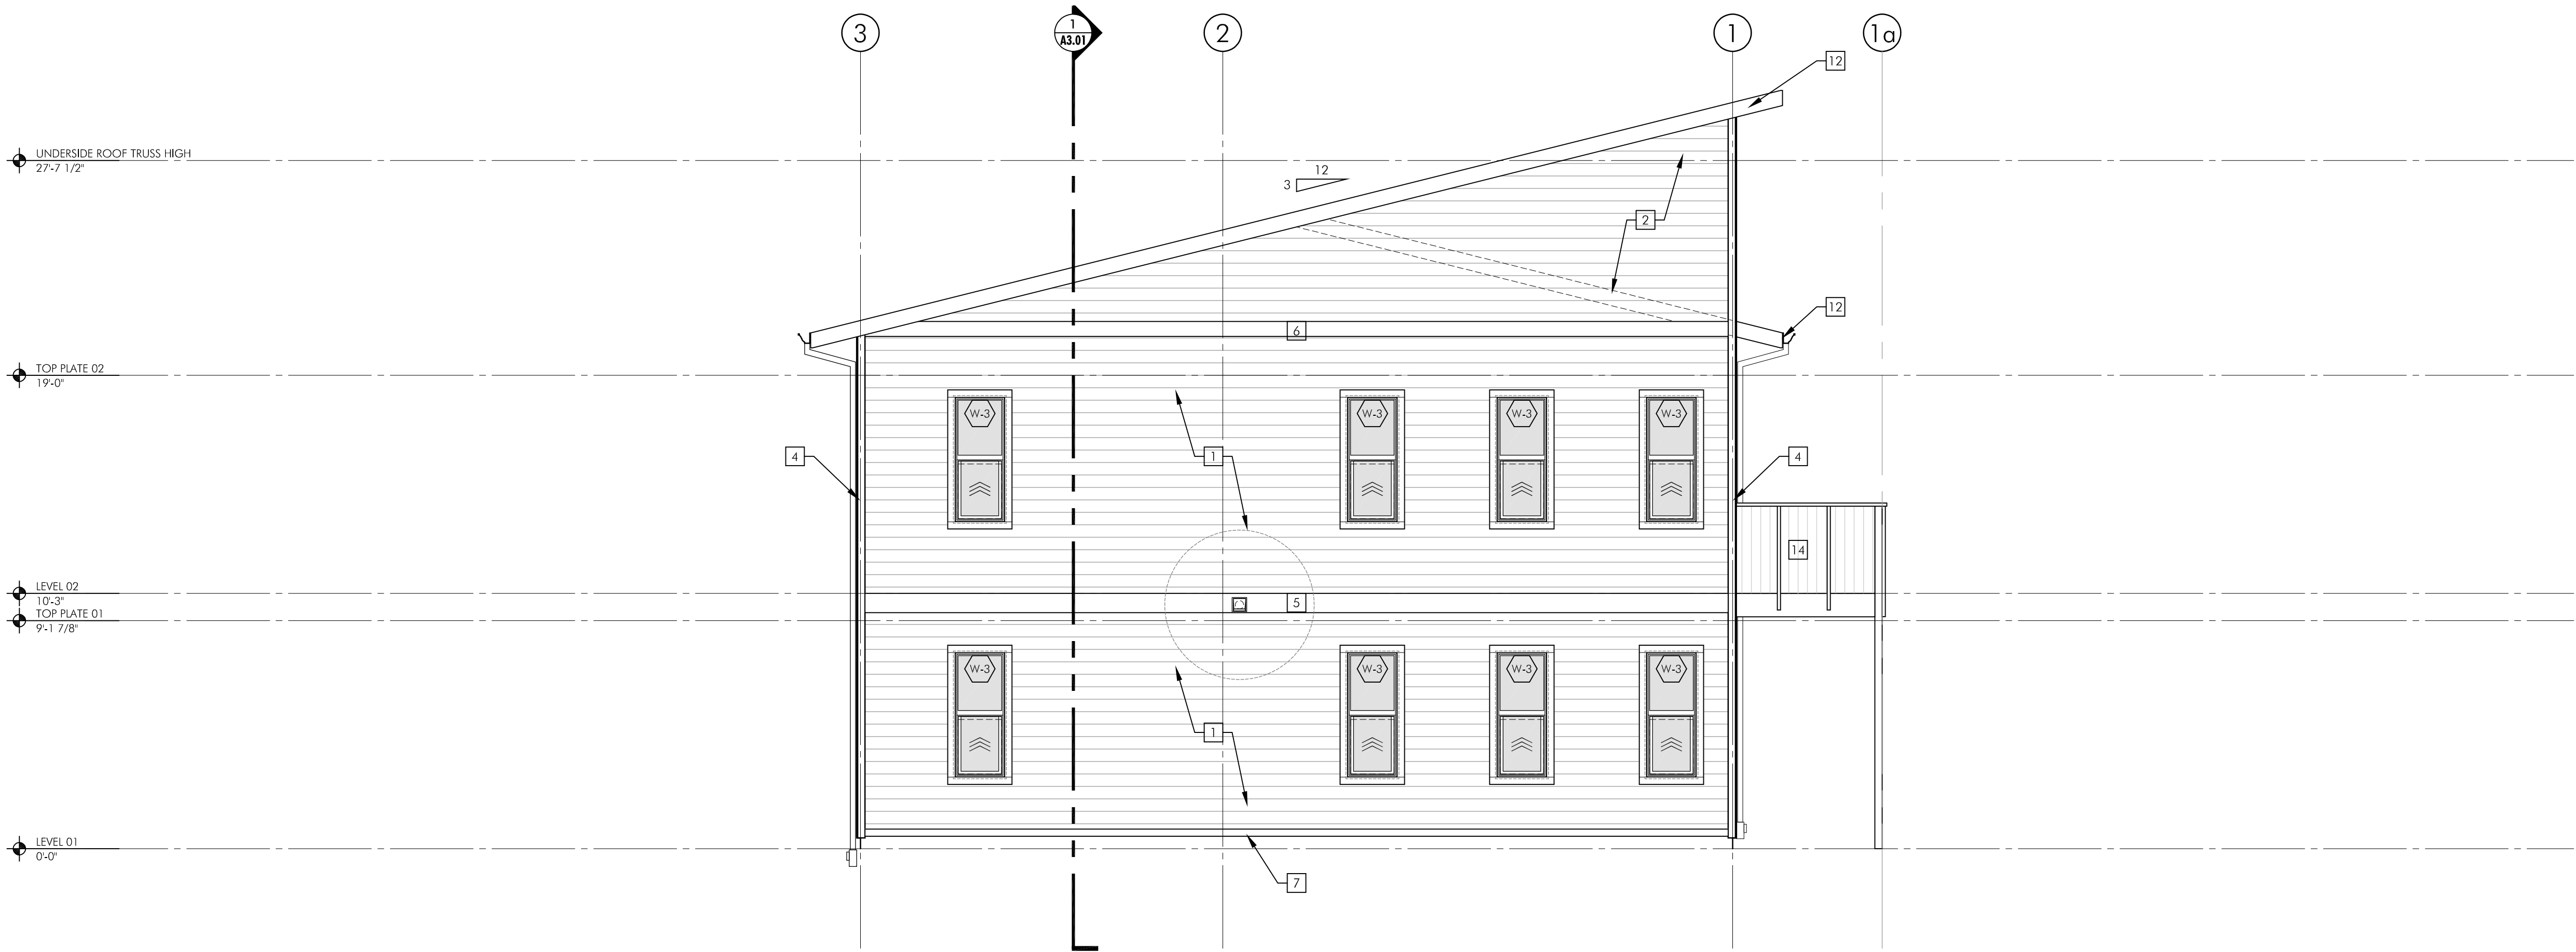 3
1
A3.01
2
1
1a
12
UNDERSIDE ROOF TRUSS HIGH
27'-7 1/2"
12
3
2
12
6
TOP PLATE 02
19'-0"
W-3
W-3
W-3
W-3
4
1
4
14
LEVEL 02
10'-3"
5
TOP PLATE 01
9'-1 7/8"
W-3
W-3
W-3
W-3
1
LEVEL 01
0'-0"
7